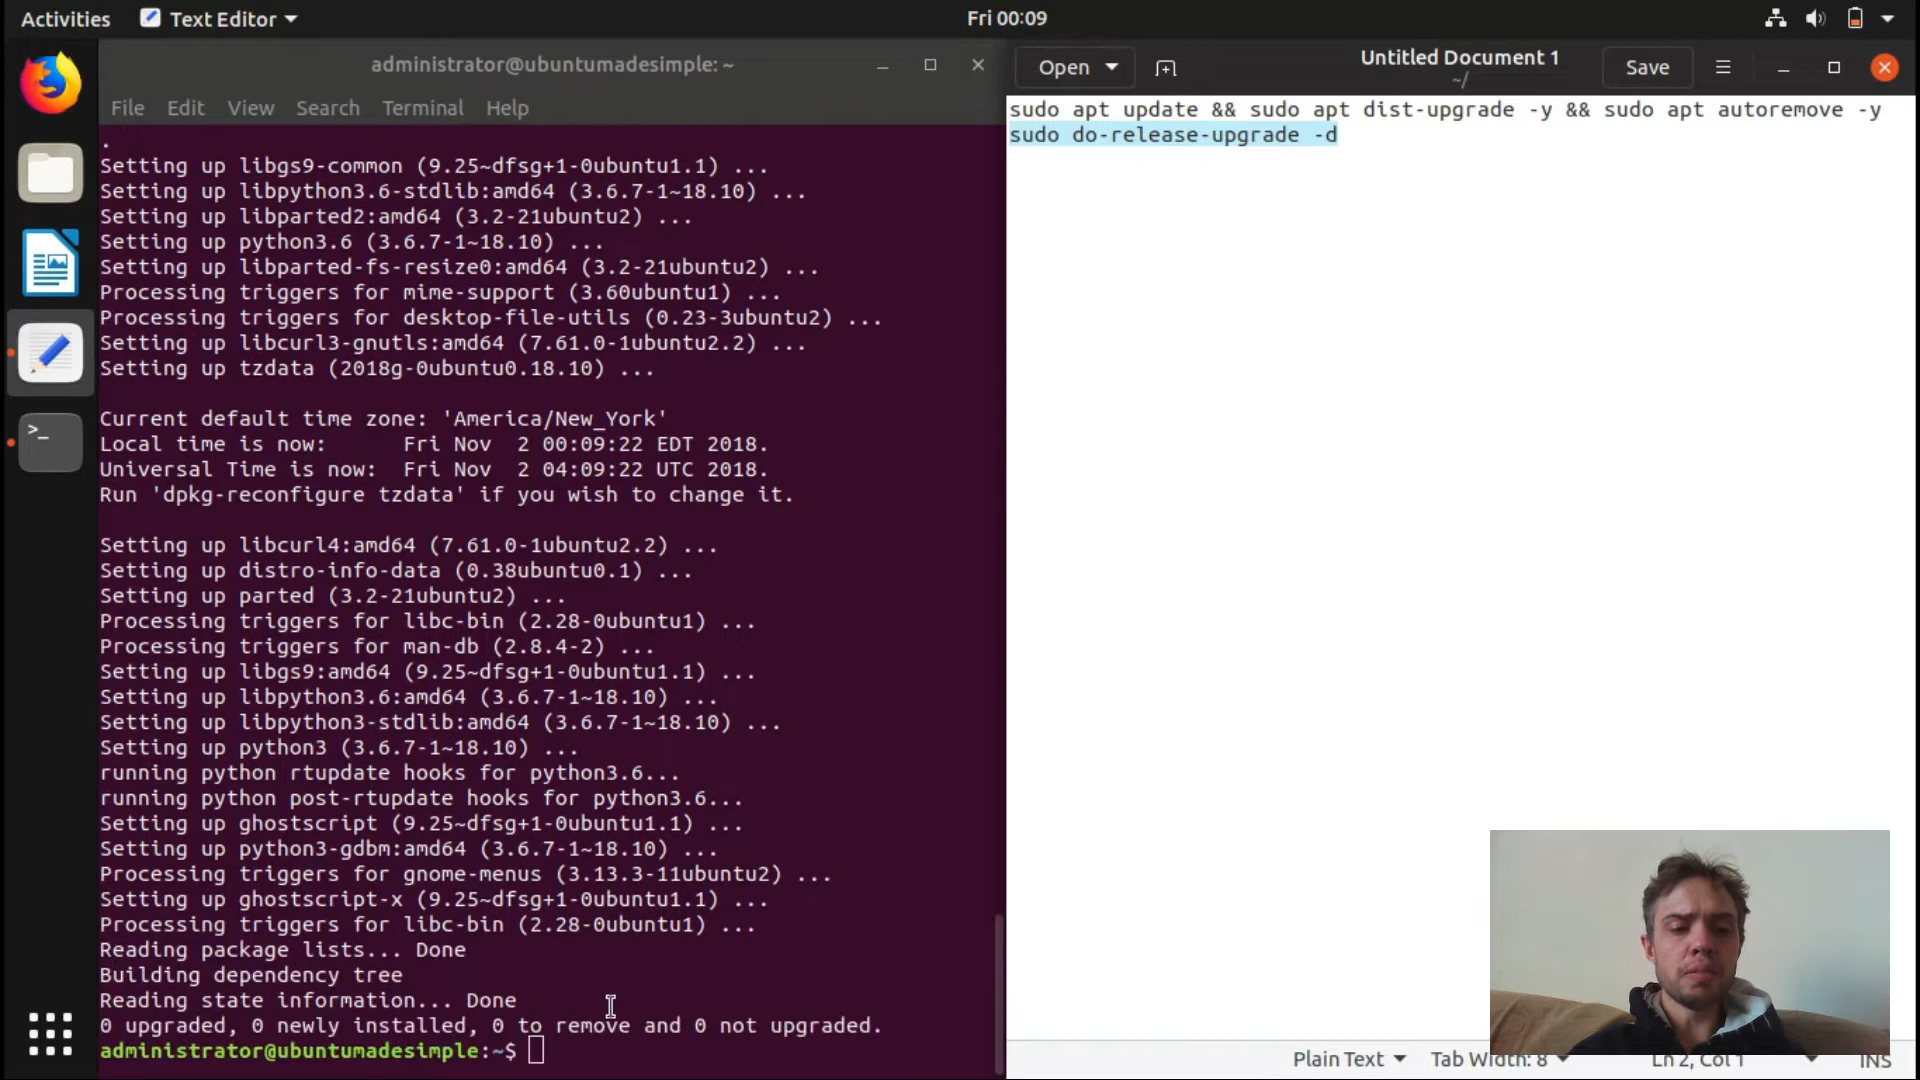 Activities
Text Editor
Fri 00:09
administrator@ubuntumadesimple: ~
File Edit View Search Terminal Help
.
Setting up libgs9-common (9.25~dfsg+1-0ubuntu1.1) ...
Setting up libpython3.6-stdlib:amd64 (3.6.7-1~18.10) ...
Setting up libparted2:amd64 (3.2-21ubuntu2) ...
Setting up python3.6 (3.6.7-1~18.10) ...
Setting up libparted-fs-resize0:amd64 (3.2-21ubuntu2) ...
Processing triggers for mime-support (3.60ubuntu1) ...
Processing triggers for desktop-file-utils (0.23-3ubuntu2) ...
Setting up libcurl3-gnutls:amd64 (7.61.0-1ubuntu2.2) ...
Setting up tzdata (2018g-0ubuntu0.18.10) ...
Current default time zone: 'America/New_York'
Local time is now:      Fri Nov  2 00:09:22 EDT 2018.
Universal Time is now:  Fri Nov  2 04:09:22 UTC 2018.
Run 'dpkg-reconfigure tzdata' if you wish to change it.
Setting up libcurl4:amd64 (7.61.0-1ubuntu2.2) ...
Setting up distro-info-data (0.38ubuntu0.1) ...
Setting up parted (3.2-21ubuntu2) ...
Processing triggers for libc-bin (2.28-0ubuntu1) ...
Processing triggers for man-db (2.8.4-2) ...
Setting up libgs9:amd64 (9.25~dfsg+1-0ubuntu1.1) ...
Setting up libpython3.6:amd64 (3.6.7-1~18.10) ...
Setting up libpython3-stdlib:amd64 (3.6.7-1~18.10) ...
Setting up python3 (3.6.7-1~18.10) ...
running python rtupdate hooks for python3.6...
running python post-rtupdate hooks for python3.6...
Setting up ghostscript (9.25~dfsg+1-0ubuntu1.1) ...
Setting up python3-gdbm:amd64 (3.6.7-1~18.10) ...
Processing triggers for gnome-menus (3.13.3-11ubuntu2) ...
Setting up ghostscript-x (9.25~dfsg+1-0ubuntu1.1) ...
Processing triggers for libc-bin (2.28-0ubuntu1) ...
Reading package lists... Done
Building dependency tree
Reading state information... Done
0 upgraded, 0 newly installed, 0 to remove and 0 not upgraded.
administrator@ubuntumadesimple:~$
Open
Untitled Document 1
~/
Save
sudo apt update && sudo apt dist-upgrade -y && sudo apt autoremove -y
sudo do-release-upgrade -d
Plain Text
Tab Width: 8
Ln 2, Col 1
INS